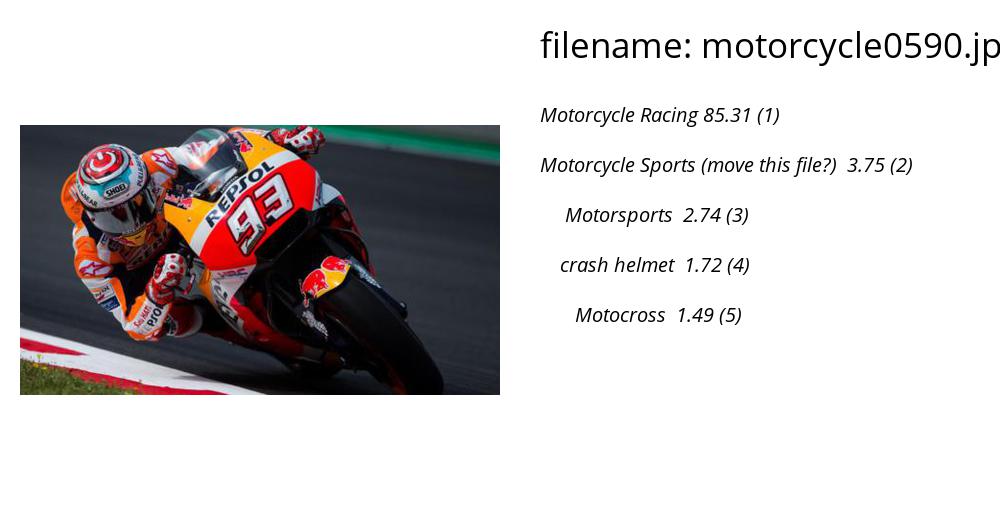 filename: motorcycle0590.jp
Motorcycle Racing 85.31 (1)
Motorcycle Sports (move this file?) 3.75 (2)
Motorsports 2.74 (3)
crash helmet 1.72 (4)
Motocross 1.49 (5)
SHOEI
REPSOL
93